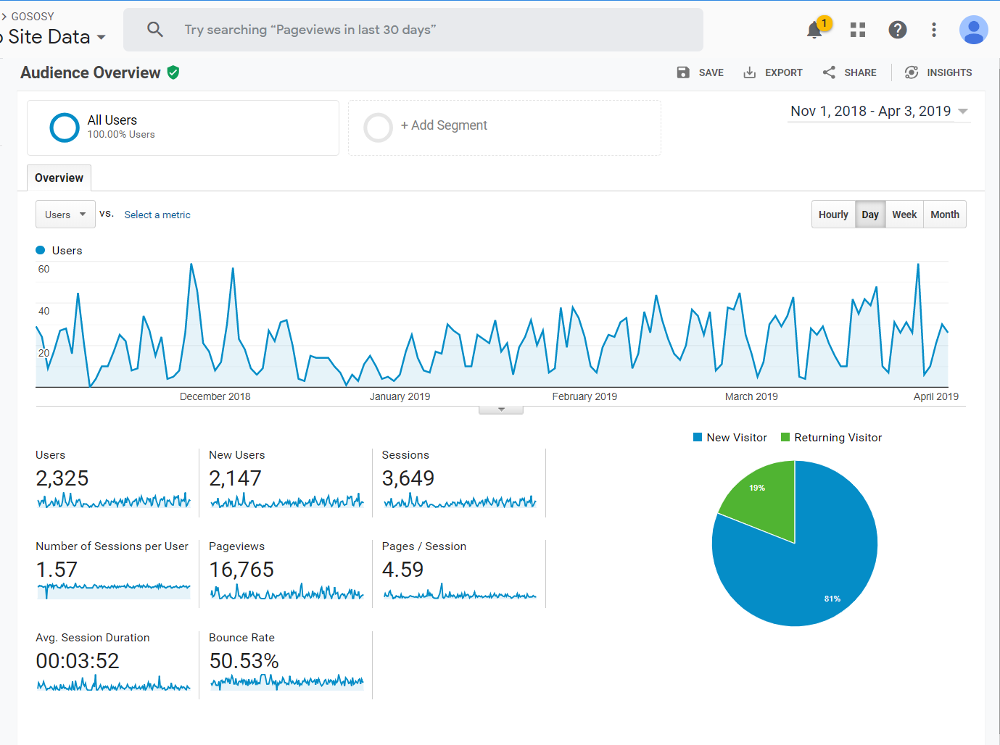 > GOSOSY
Site Data
Try searching “Pageviews in last 30 days”
1
Audience Overview
SAVE
EXPORT
SHARE
INSIGHTS
All Users
100.00% Users
+ Add Segment
Nov 1, 2018 - Apr 3, 2019
Overview
Users
vs.
Select a metric
Hourly
Day
Week
Month
Users
60
40
20
December 2018
January 2019
February 2019
March 2019
April 2019
New Visitor
Returning Visitor
19%
81%
Users
2,325
New Users
2,147
Sessions
3,649
Number of Sessions per User
1.57
Pageviews
16,765
Pages / Session
4.59
Avg. Session Duration
00:03:52
Bounce Rate
50.53%